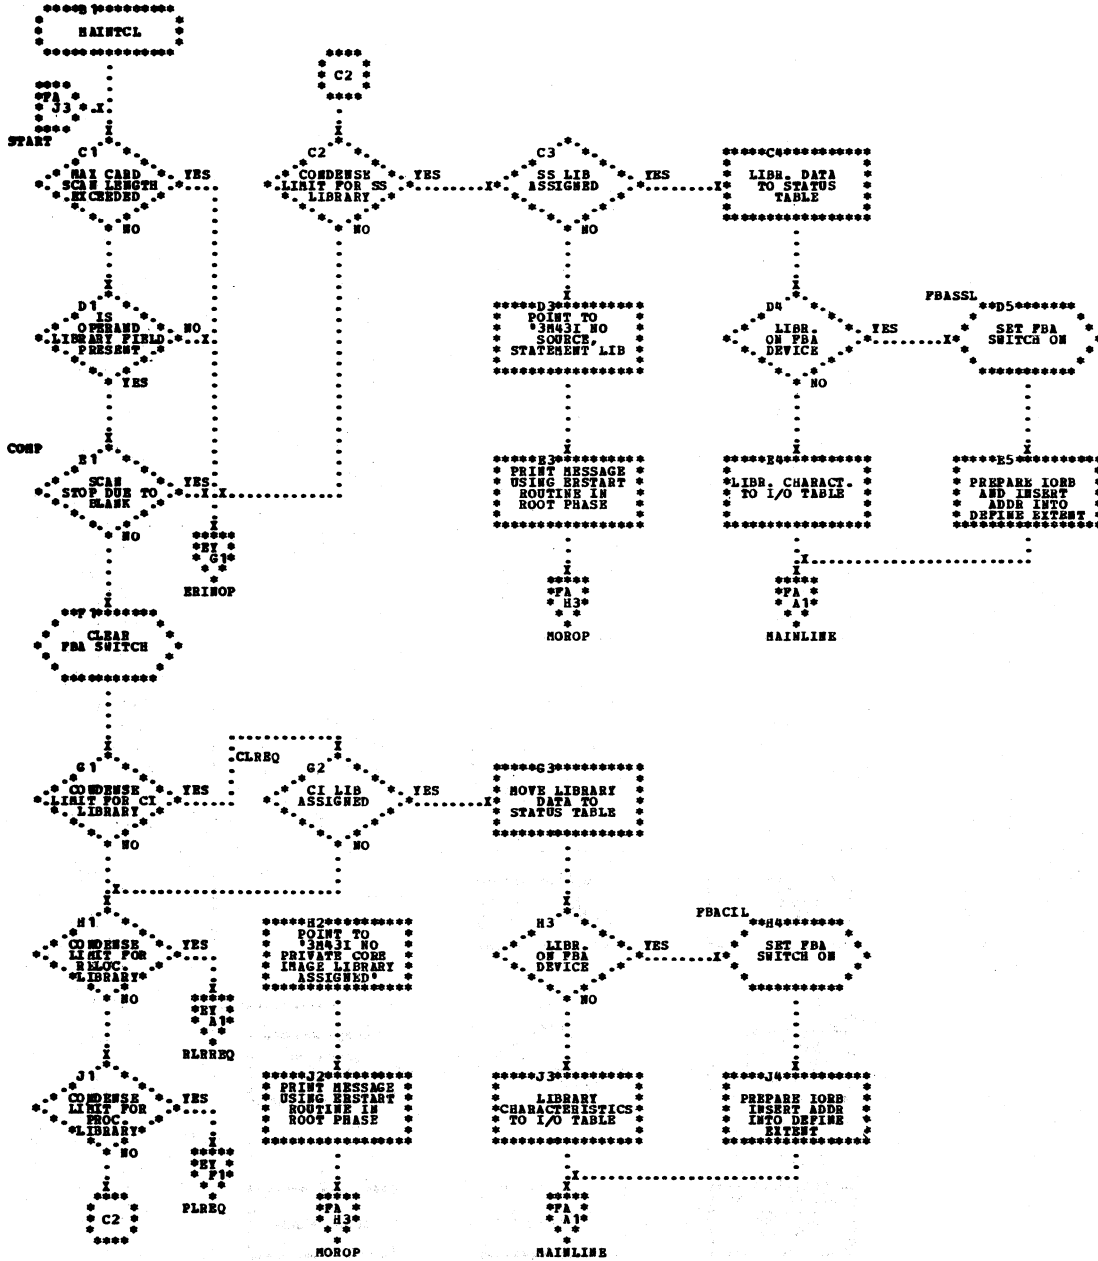 B1
MAINTCL
C2
FA
J3
START
C1
MAX CARD
SCAN LENGTH
EXCEEDED
YES
NO
C2
CONDENSE
LIMIT FOR SS
LIBRARY
YES
NO
C3
SS LIB
ASSIGNED
YES
NO
C4
LIBR. DATA
TO STATUS
TABLE
D1
IS
OPERAND
LIBRARY FIELD
PRESENT
NO
YES
D3
POINT TO
'3M43I NO
SOURCE,
STATEMENT LIB
D4
LIBR.
ON FBA
DEVICE
YES
NO
FBASSL
D5
SET FBA
SWITCH ON
COMP
E1
SCAN
STOP DUE TO
BLANK
YES
NO
E3
PRINT MESSAGE
USING ERSTART
ROUTINE IN
ROOT PHASE
E4
LIBR. CHARACT.
TO I/O TABLE
E5
PREPARE IORB
AND INSERT
ADDR INTO
DEFINE EXTENT
EY
G1
ERINOP
FA
H3
MOROP
FA
A1
MAINLINE
F1
CLEAR
FBA SWITCH
G1
CONDENSE
LIMIT FOR CI
LIBRARY
YES
NO
CLREQ
G2
CI LIB
ASSIGNED
YES
NO
G3
MOVE LIBRARY
DATA TO
STATUS TABLE
H1
CONDENSE
LIMIT FOR
RELOC.
LIBRARY
YES
NO
H2
POINT TO
'3M43I NO
PRIVATE CORE
IMAGE LIBRARY
ASSIGNED'
H3
LIBR.
ON FBA
DEVICE
YES
NO
FBACIL
H4
SET FBA
SWITCH ON
EY
A1
RLRREQ
J1
CONDENSE
LIMIT FOR
PROC.
LIBRARY
YES
NO
J2
PRINT MESSAGE
USING ERSTART
ROUTINE IN
ROOT PHASE
J3
LIBRARY
CHARACTERISTICS
TO I/O TABLE
J4
PREPARE IORB
INSERT ADDR
INTO DEFINE
EXTENT
EY
F1
PLREQ
C2
FA
H3
MOROP
FA
A1
MAINLINE